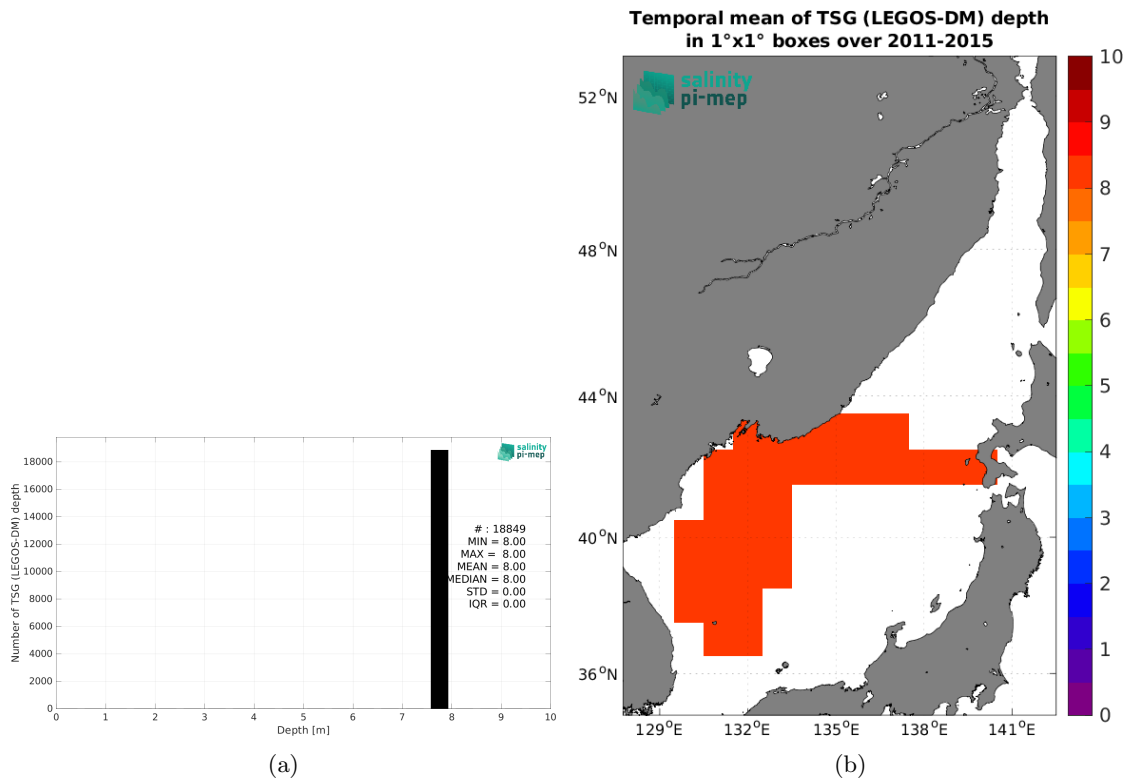 salinity
pi-mep
18000
16000
14000
12000
10000
8000
6000
4000
2000
0
Number of TSG (LEGOS-DM) depth
# : 18849
MIN = 8.00
MAX = 8.00
MEAN = 8.00
MEDIAN = 8.00
STD = 0.00
IQR = 0.00
0 1 2 3 4 5 6 7 8 9 10
Depth [m]
(a)
Temporal mean of TSG (LEGOS-DM) depth
in 1°x1° boxes over 2011-2015
salinity
pi-mep
52°N
48°N
44°N
40°N
36°N
129°E 132°E 135°E 138°E 141°E
10
9
8
7
6
5
4
3
2
1
0
(b)